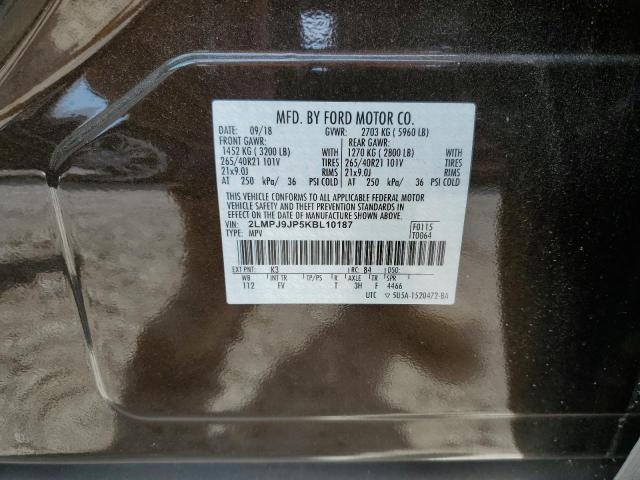 MFD. BY FORD MOTOR CO.
DATE: 09/18 GVWR: 2703 KG ( 5960 LB)
FRONT GAWR: REAR GAWR:
1452 KG ( 3200 LB) WITH 1270 KG ( 2800 LB) WITH
265/40R21 101V TIRES 265/40R21 101V TIRES
21x9.0J RIMS 21x9.0J RIMS
AT 250 kPa/ 36 PSI COLD AT 250 kPa/ 36 PSI COLD
THIS VEHICLE CONFORMS TO ALL APPLICABLE FEDERAL MOTOR
VEHICLE SAFETY AND THEFT PREVENTION STANDARDS IN
EFFECT ON THE DATE OF MANUFACTURE SHOWN ABOVE.
VIN: 2LMPJ9JP5KBL10187 F0115
TYPE: MPV T0064
EXT PNT: K3 RC: 84 DSO:
WB INT TR TP/PS R AXLE TR SPR
112 FV T 3H F 4466
UTC ▽ 5U5A-1520472-BA